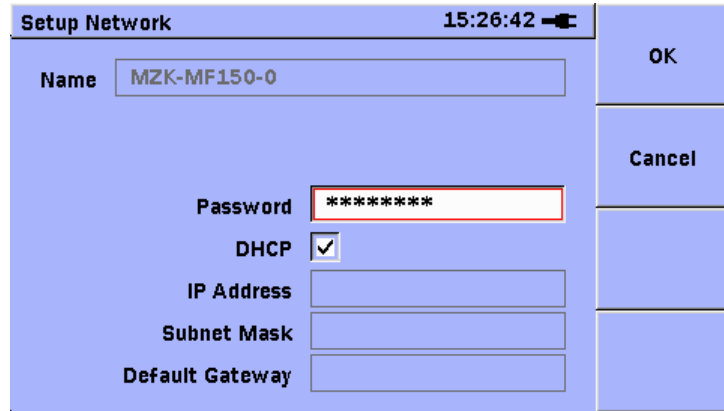 Setup Network 15:26:42
OK
Name MZK-MF150-0
Cancel
Password ********
DHCP
IP Address
Subnet Mask
Default Gateway